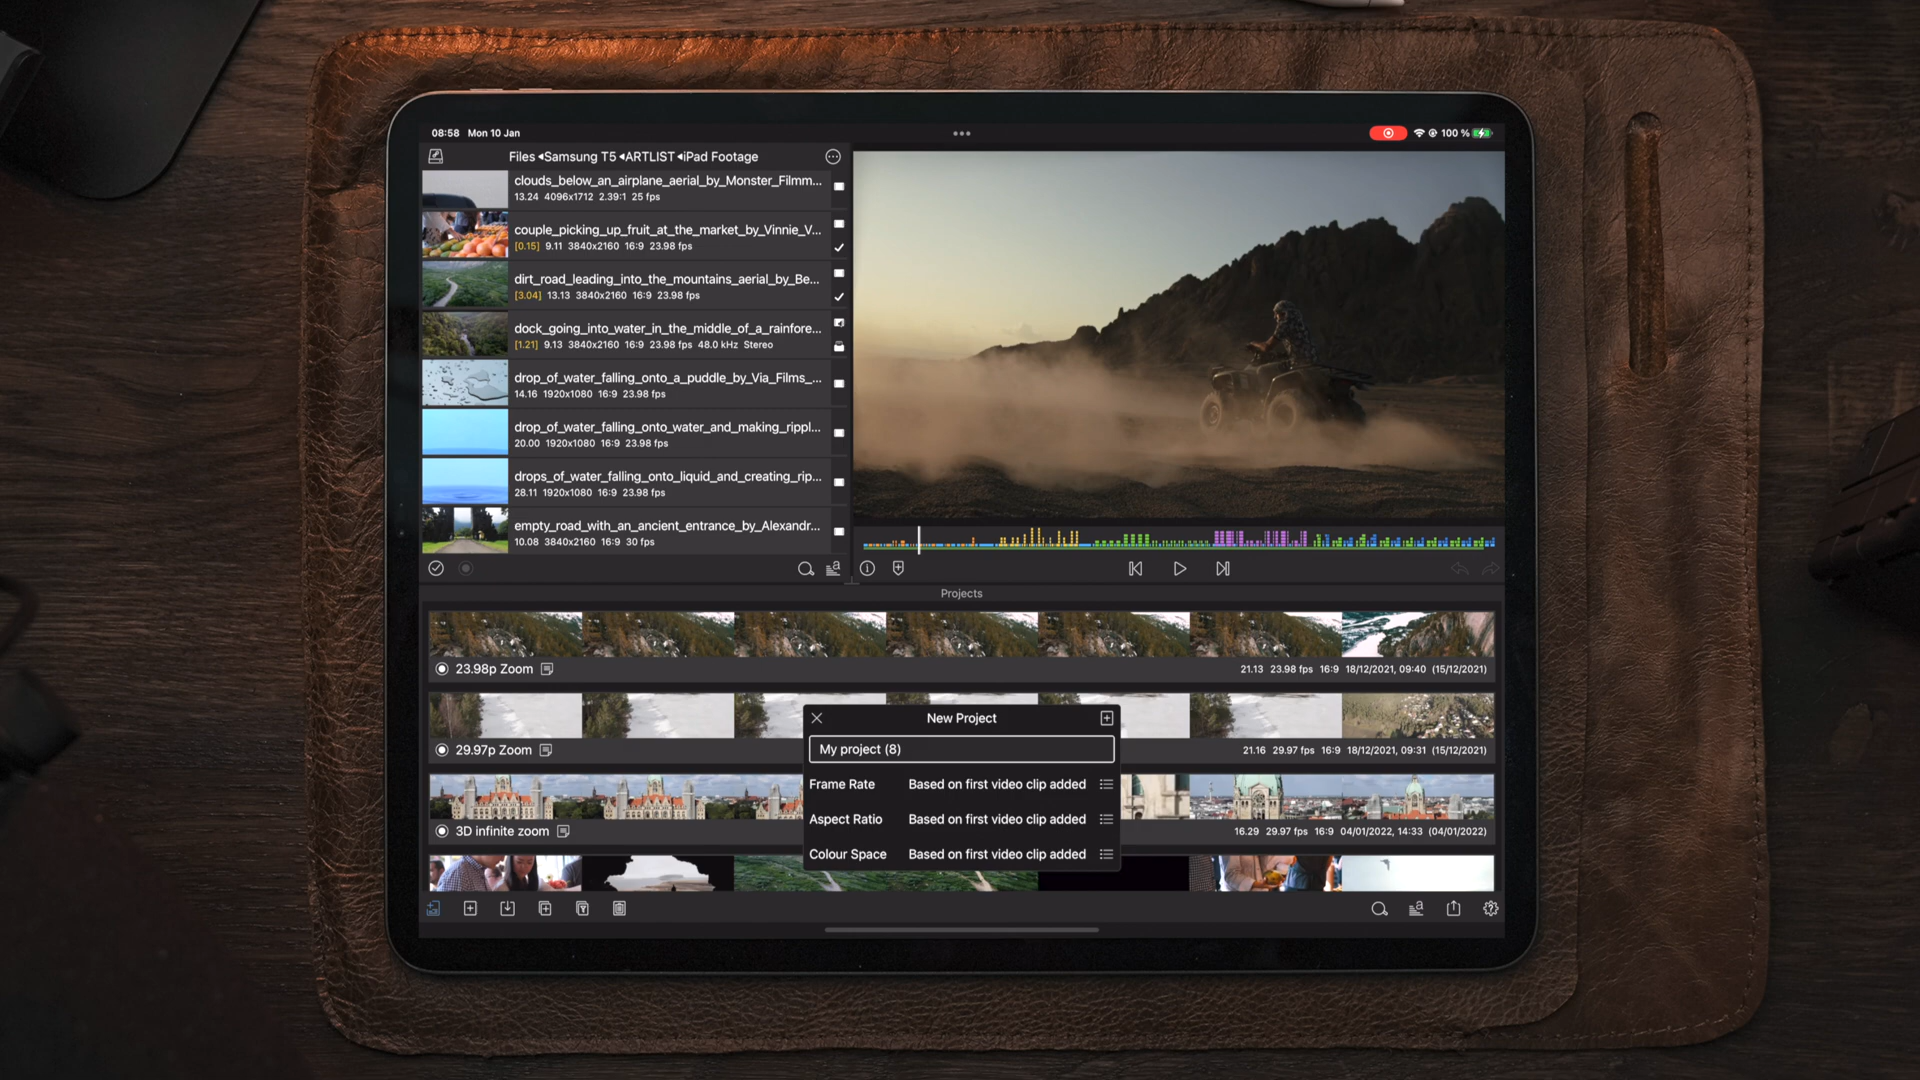 08:58 Mon 10 Jan
100 %
Files ◂Samsung T5 ◂ARTLIST ◂iPad Footage
clouds_below_an_airplane_aerial_by_Monster_Filmm...
13.24 4096x1712 2.39:1 25 fps
couple_picking_up_fruit_at_the_market_by_Vinnie_V...
[0.15] 9.11 3840x2160 16:9 23.98 fps
dirt_road_leading_into_the_mountains_aerial_by_Be...
[3.04] 13.13 3840x2160 16:9 23.98 fps
dock_going_into_water_in_the_middle_of_a_rainfore...
[1.21] 9.13 3840x2160 16:9 23.98 fps 48.0 kHz Stereo
drop_of_water_falling_onto_a_puddle_by_Via_Films_...
14.16 1920x1080 16:9 23.98 fps
drop_of_water_falling_onto_water_and_making_rippl...
20.00 1920x1080 16:9 23.98 fps
drops_of_water_falling_onto_liquid_and_creating_rip...
28.11 1920x1080 16:9 23.98 fps
empty_road_with_an_ancient_entrance_by_Alexandr...
10.08 3840x2160 16:9 30 fps
Projects
23.98p Zoom
21.13 23.98 fps 16:9 18/12/2021, 09:40 (15/12/2021)
29.97p Zoom
21.16 29.97 fps 16:9 18/12/2021, 09:31 (15/12/2021)
3D infinite zoom
16.29 29.97 fps 16:9 04/01/2022, 14:33 (04/01/2022)
New Project
My project (8)
Frame Rate Based on first video clip added
Aspect Ratio Based on first video clip added
Colour Space Based on first video clip added